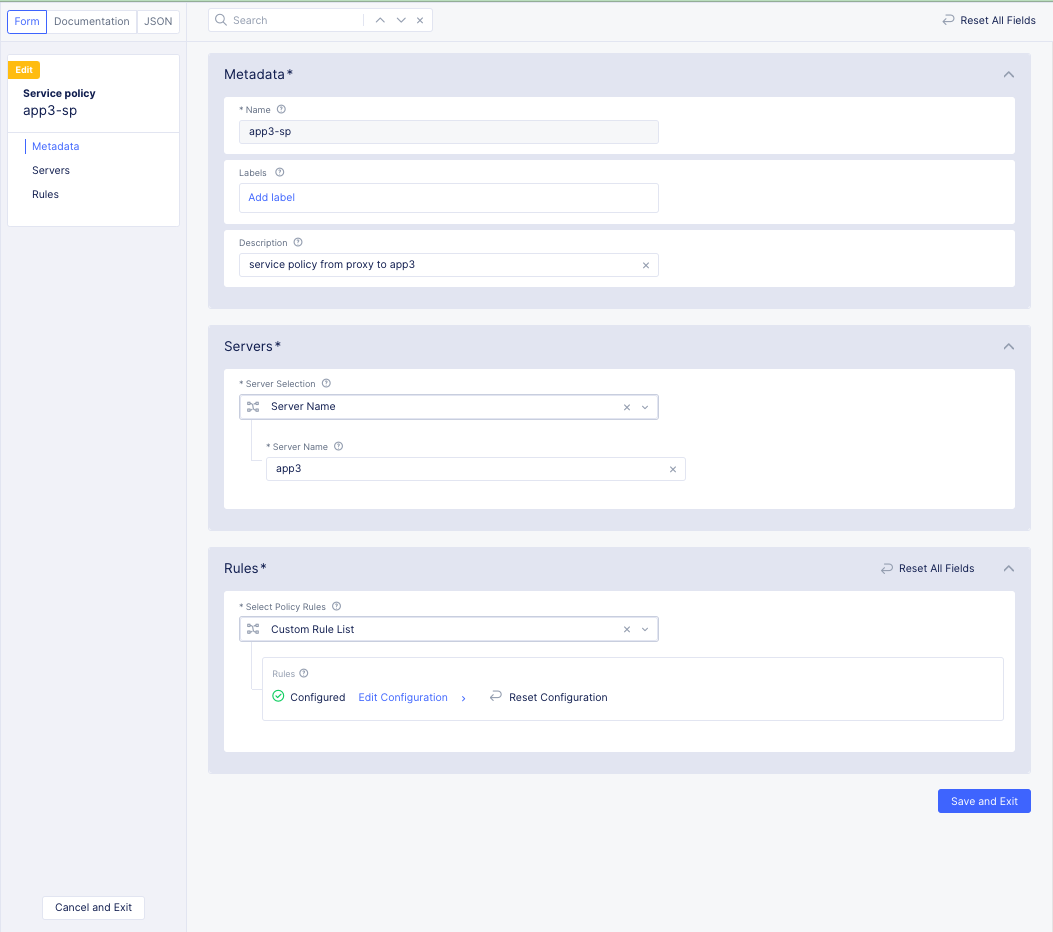 Form
Documentation
JSON
Search
Reset All Fields
Edit
Service policy
app3-sp
Metadata
Servers
Rules
Metadata*
* Name
app3-sp
Labels
Add label
Description
service policy from proxy to app3
Servers*
* Server Selection
Server Name
* Server Name
app3
Rules*
Reset All Fields
* Select Policy Rules
Custom Rule List
Rules
Configured
Edit Configuration
Reset Configuration
Save and Exit
Cancel and Exit